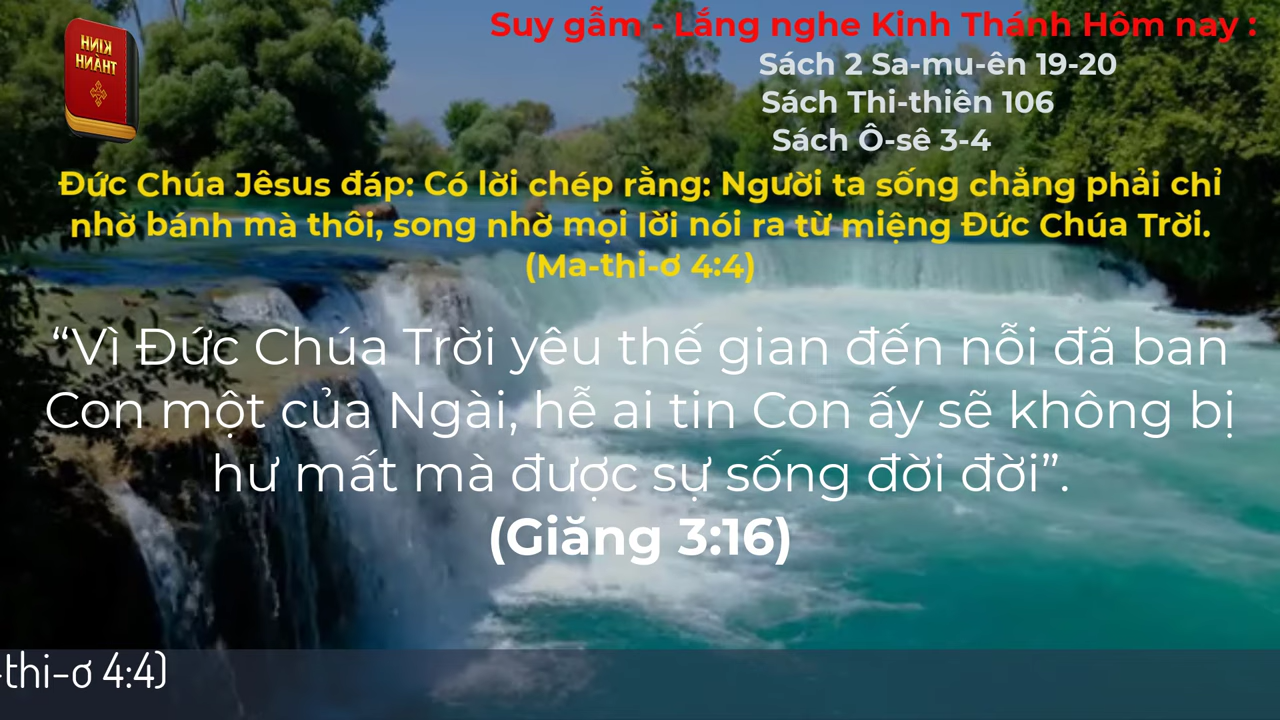 KINH
THÁNH
Suy gẫm - Lắng nghe Kinh Thánh Hôm nay :
Sách 2 Sa-mu-ên 19-20
Sách Thi-thiên 106
Sách Ô-sê 3-4
Đức Chúa Jêsus đáp: Có lời chép rằng: Người ta sống chẳng phải chỉ
nhờ bánh mà thôi, song nhờ mọi lời nói ra từ miệng Đức Chúa Trời.
(Ma-thi-ơ 4:4)
“Vì Đức Chúa Trời yêu thế gian đến nỗi đã ban
Con một của Ngài, hễ ai tin Con ấy sẽ không bị
hư mất mà được sự sống đời đời”.
(Giăng 3:16)
-thi-ơ 4:4)